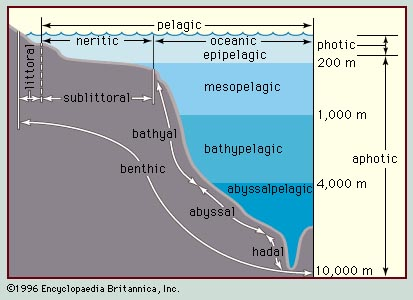 pelagic
neritic
oceanic
photic
epipelagic
200 m
littoral
sublittoral
mesopelagic
1,000 m
bathyal
bathypelagic
aphotic
benthic
abyssalpelagic
4,000 m
abyssal
hadal
10,000 m
©1996 Encyclopaedia Britannica, Inc.